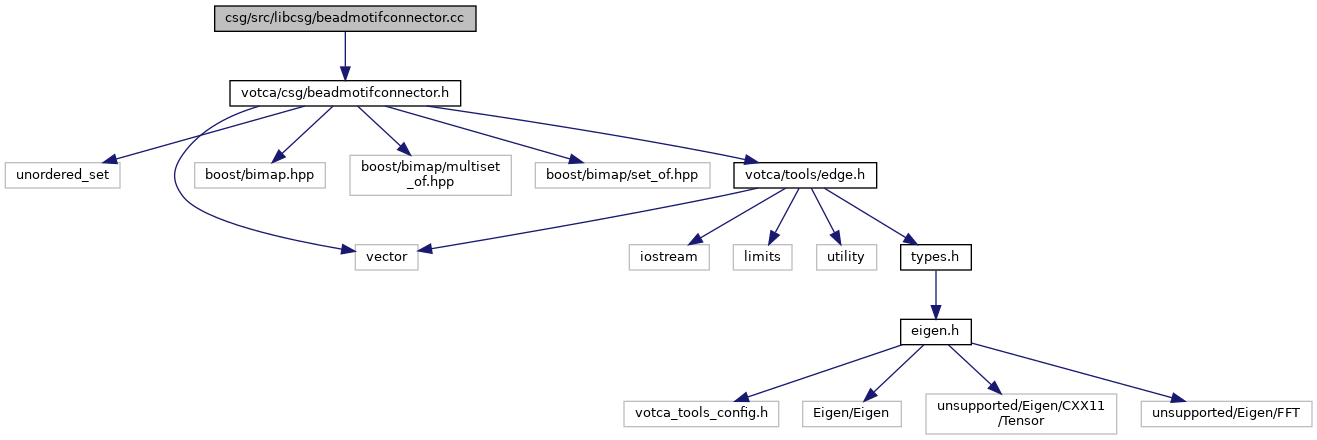 csg/src/libcsg/beadmotifconnector.cc
votca/csg/beadmotifconnector.h
unordered_set
boost/bimap.hpp
boost/bimap/multiset
_of.hpp
boost/bimap/set_of.hpp
votca/tools/edge.h
vector
iostream
limits
utility
types.h
eigen.h
votca_tools_config.h
Eigen/Eigen
unsupported/Eigen/CXX11
/Tensor
unsupported/Eigen/FFT